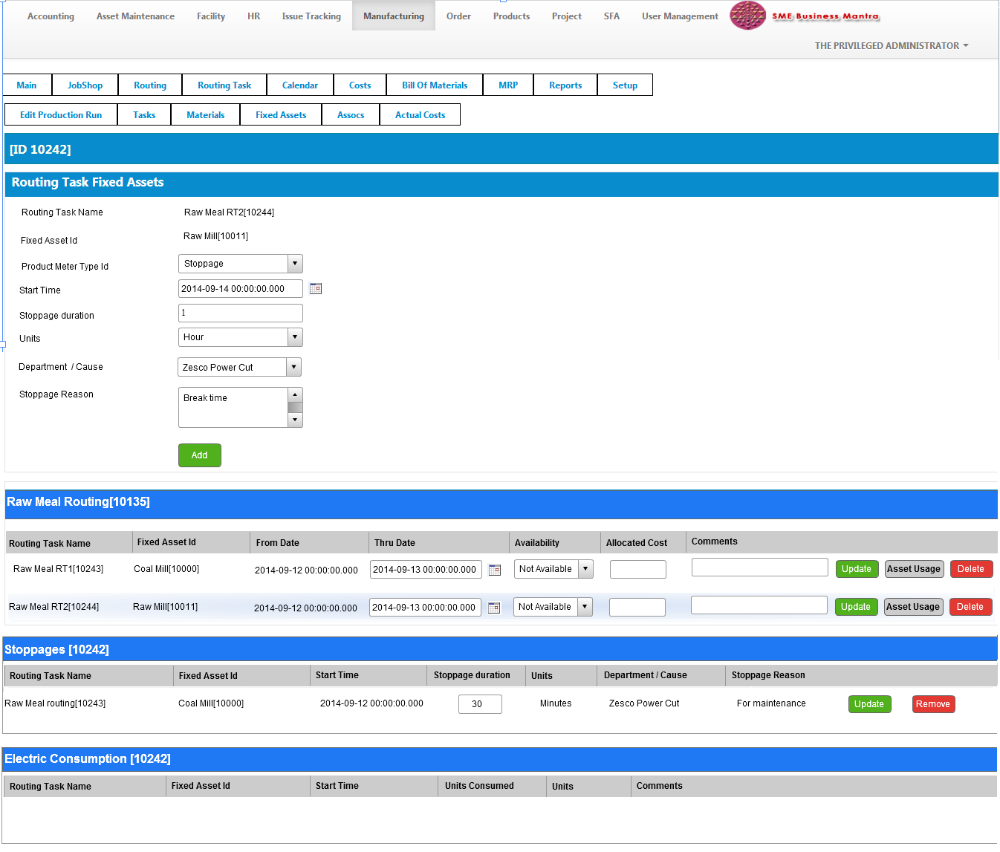 Accounting Asset Maintenance Facility HR Issue Tracking Manufacturing Order Products Project SFA User Management SME Business Mantra
THE PRIVILEGED ADMINISTRATOR
Main JobShop Routing Routing Task Calendar Costs Bill Of Materials MRP Reports Setup
Edit Production Run Tasks Materials Fixed Assets Assocs Actual Costs
[ID 10242]
Routing Task Fixed Assets
Routing Task Name Raw Meal RT2[10244]
Fixed Asset Id Raw Mill[10011]
Product Meter Type Id Stoppage
Start Time 2014-09-14 00:00:00.000
Stoppage duration 1
Units Hour
Department / Cause Zesco Power Cut
Stoppage Reason Break time
Add
Raw Meal Routing[10135]
Routing Task Name Fixed Asset Id From Date Thru Date Availability Allocated Cost Comments
Raw Meal RT1[10243] Coal Mill[10000] 2014-09-12 00:00:00.000 2014-09-13 00:00:00.000 Not Available Update Asset Usage Delete
Raw Meal RT2[10244] Raw Mill[10011] 2014-09-12 00:00:00.000 2014-09-13 00:00:00.000 Not Available Update Asset Usage Delete
Stoppages [10242]
Routing Task Name Fixed Asset Id Start Time Stoppage duration Units Department / Cause Stoppage Reason
Raw Meal routing[10243] Coal Mill[10000] 2014-09-12 00:00:00.000 30 Minutes Zesco Power Cut For maintenance Update Remove
Electric Consumption [10242]
Routing Task Name Fixed Asset Id Start Time Units Consumed Units Comments